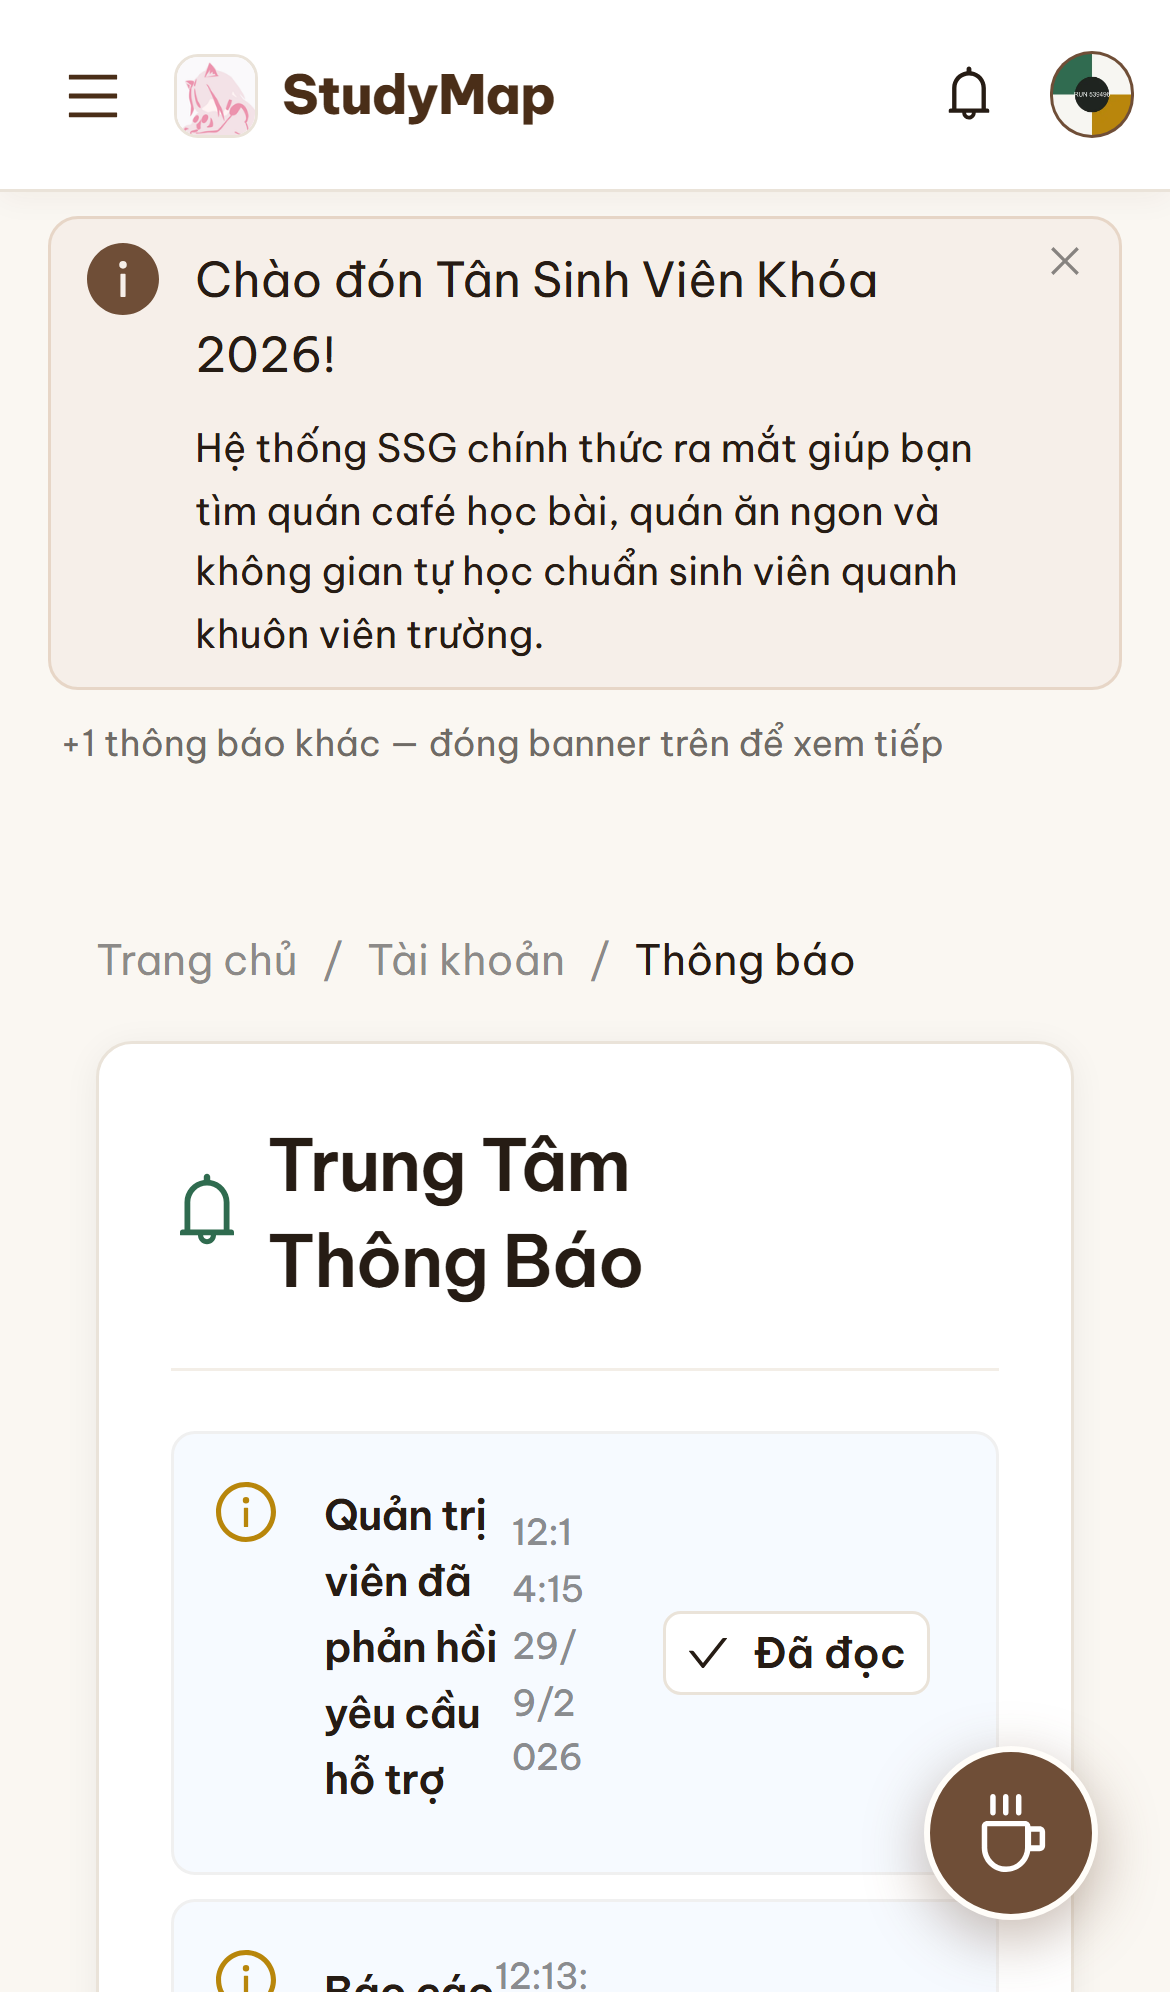 StudyMap
RUN 539496
Chào đón Tân Sinh Viên Khóa
2026!
Hệ thống SSG chính thức ra mắt giúp bạn
tìm quán café học bài, quán ăn ngon và
không gian tự học chuẩn sinh viên quanh
khuôn viên trường.
+1 thông báo khác — đóng banner trên để xem tiếp
Trang chủ / Tài khoản / Thông báo
Trung Tâm
Thông Báo
Quản trị
viên đã
phản hồi
yêu cầu
hỗ trợ
12:1
4:15
29/
9/2
026
Đã đọc
Báo cáo
12:13: